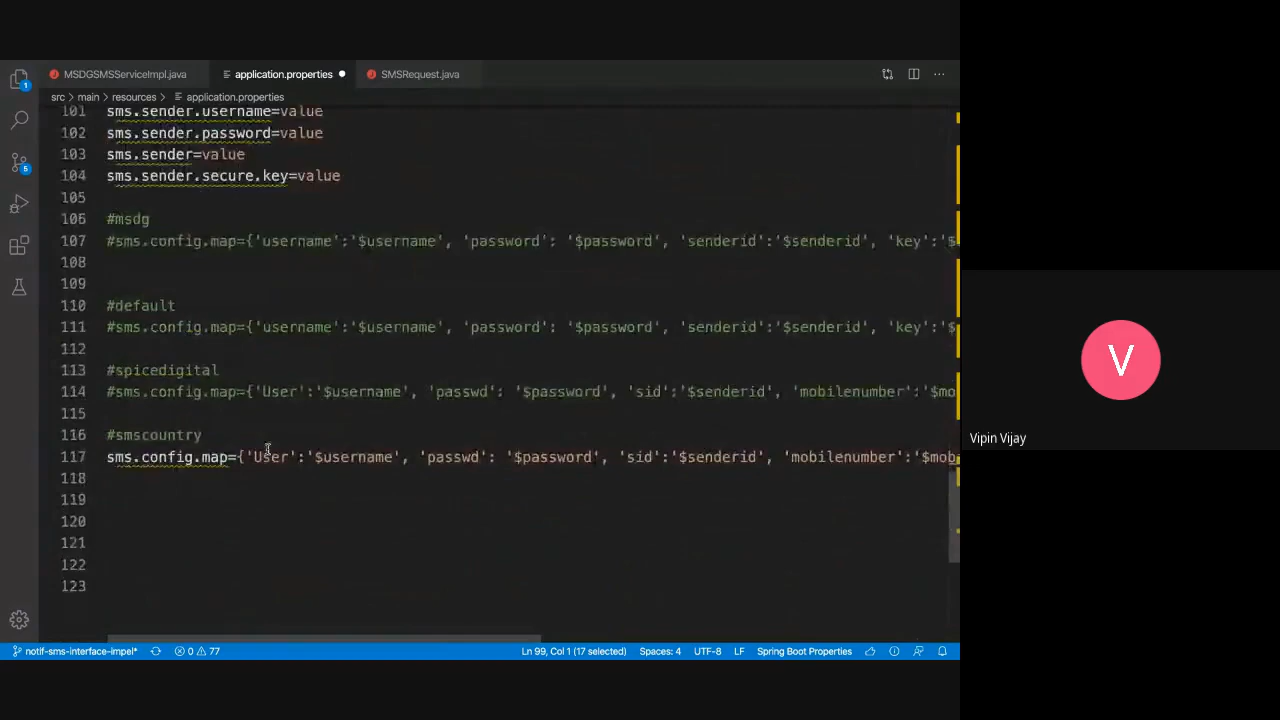 MSDGSMSServiceImpl.java application.properties SMSRequest.java
src > main > resources > application.properties
101 sms.sender.username=value
102 sms.sender.password=value
103 sms.sender=value
104 sms.sender.secure.key=value
105
106 #msdg
107 #sms.config.map={'username':'$username', 'password': '$password', 'senderid':'$senderid', 'key':'$
108
109
110 #default
111 #sms.config.map={'username':'$username', 'password': '$password', 'senderid':'$senderid', 'key':'$
112
113 #spicedigital
114 #sms.config.map={'User':'$username', 'passwd': '$password', 'sid':'$senderid', 'mobilenumber':'$mo
115
116 #smscountry
117 sms.config.map={'User':'$username', 'passwd': '$password', 'sid':'$senderid', 'mobilenumber':'$mob
118
119
120
121
122
123
1
5
V
Vipin Vijay
notif-sms-interface-impel* 0 77 Ln 99, Col 1 (17 selected) Spaces: 4 UTF-8 LF Spring Boot Properties